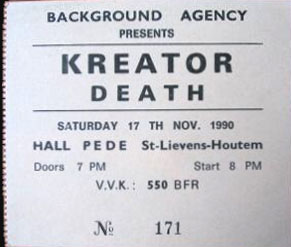 BACKGROUND AGENCY
PRESENTS
KREATOR
DEATH
SATURDAY 17 TH NOV. 1990
HALL PEDE St-Lievens-Houtem
Doors 7 PM Start 8 PM
V.V.K.: 550 BFR
№ 171